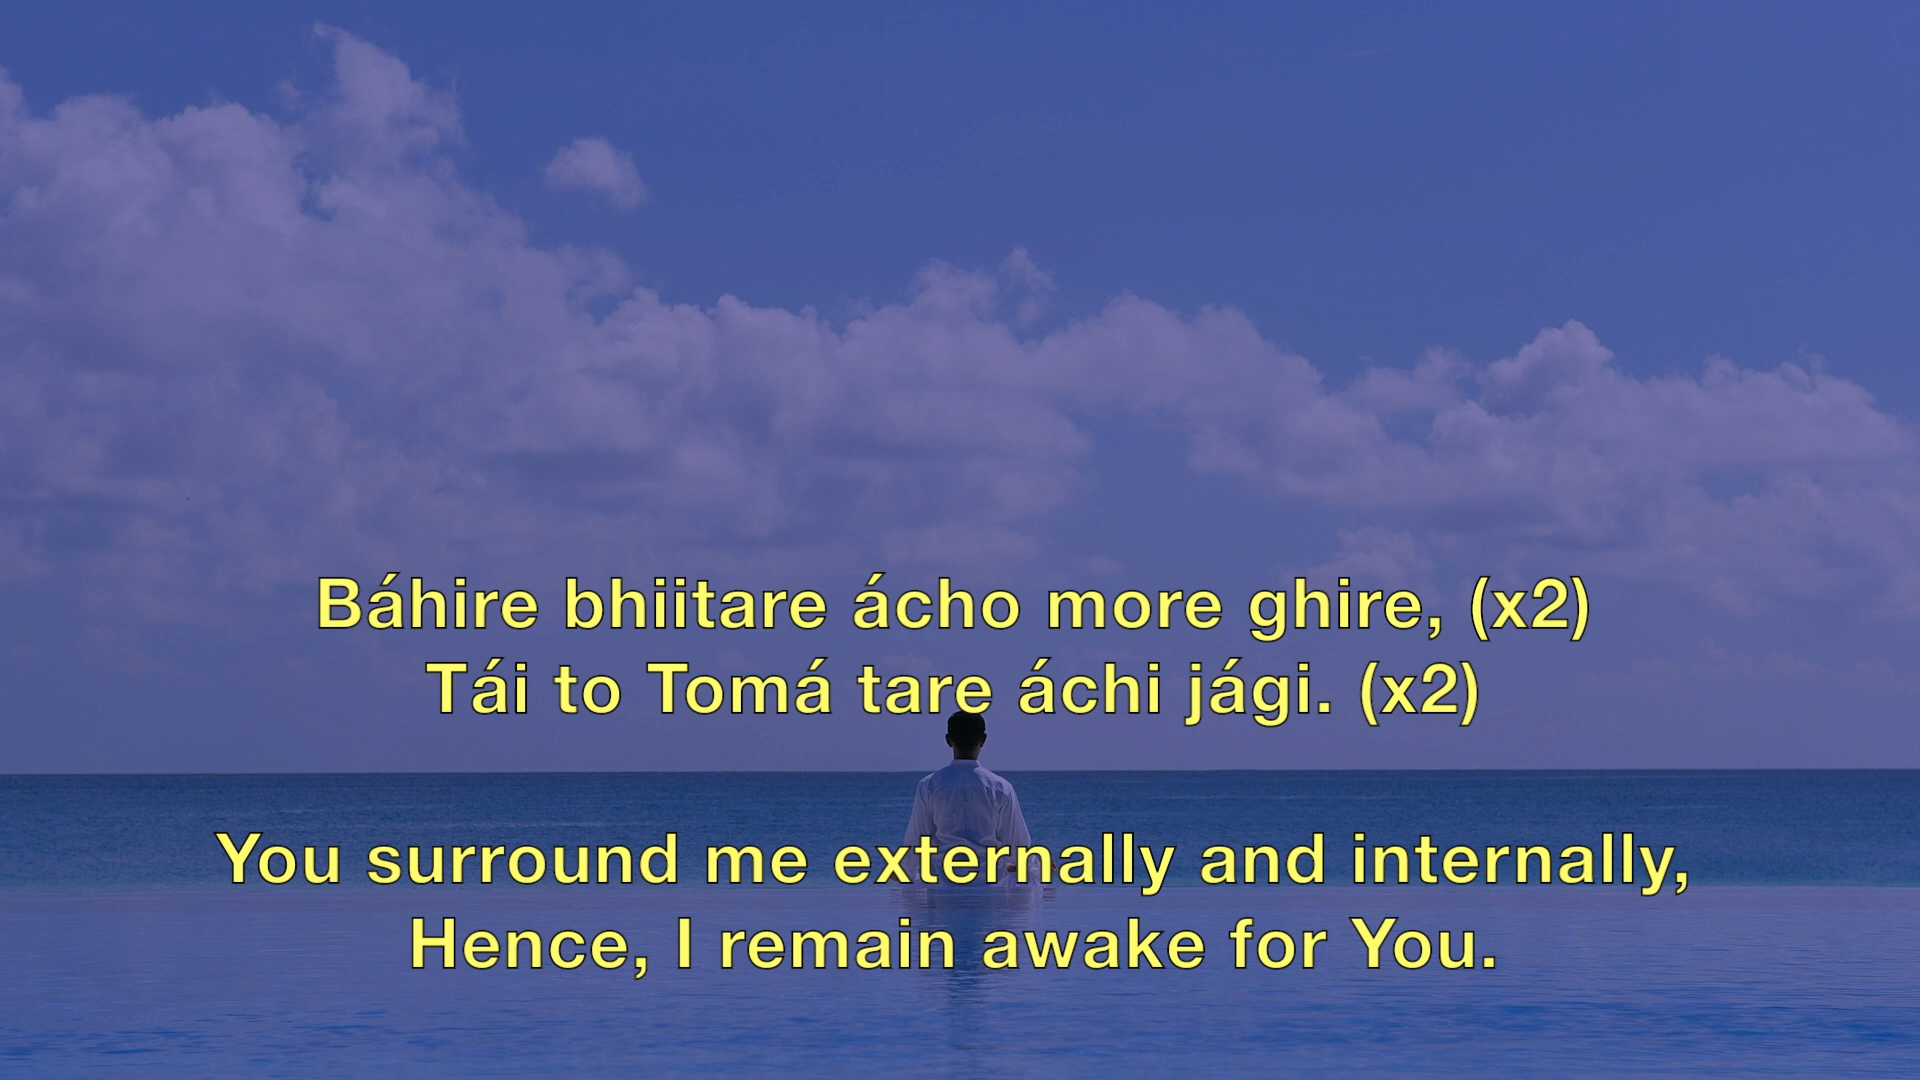 Báhire bhiitare ácho more ghire, (x2)
Tái to Tomá tare áchi jági. (x2)
You surround me externally and internally,
Hence, I remain awake for You.